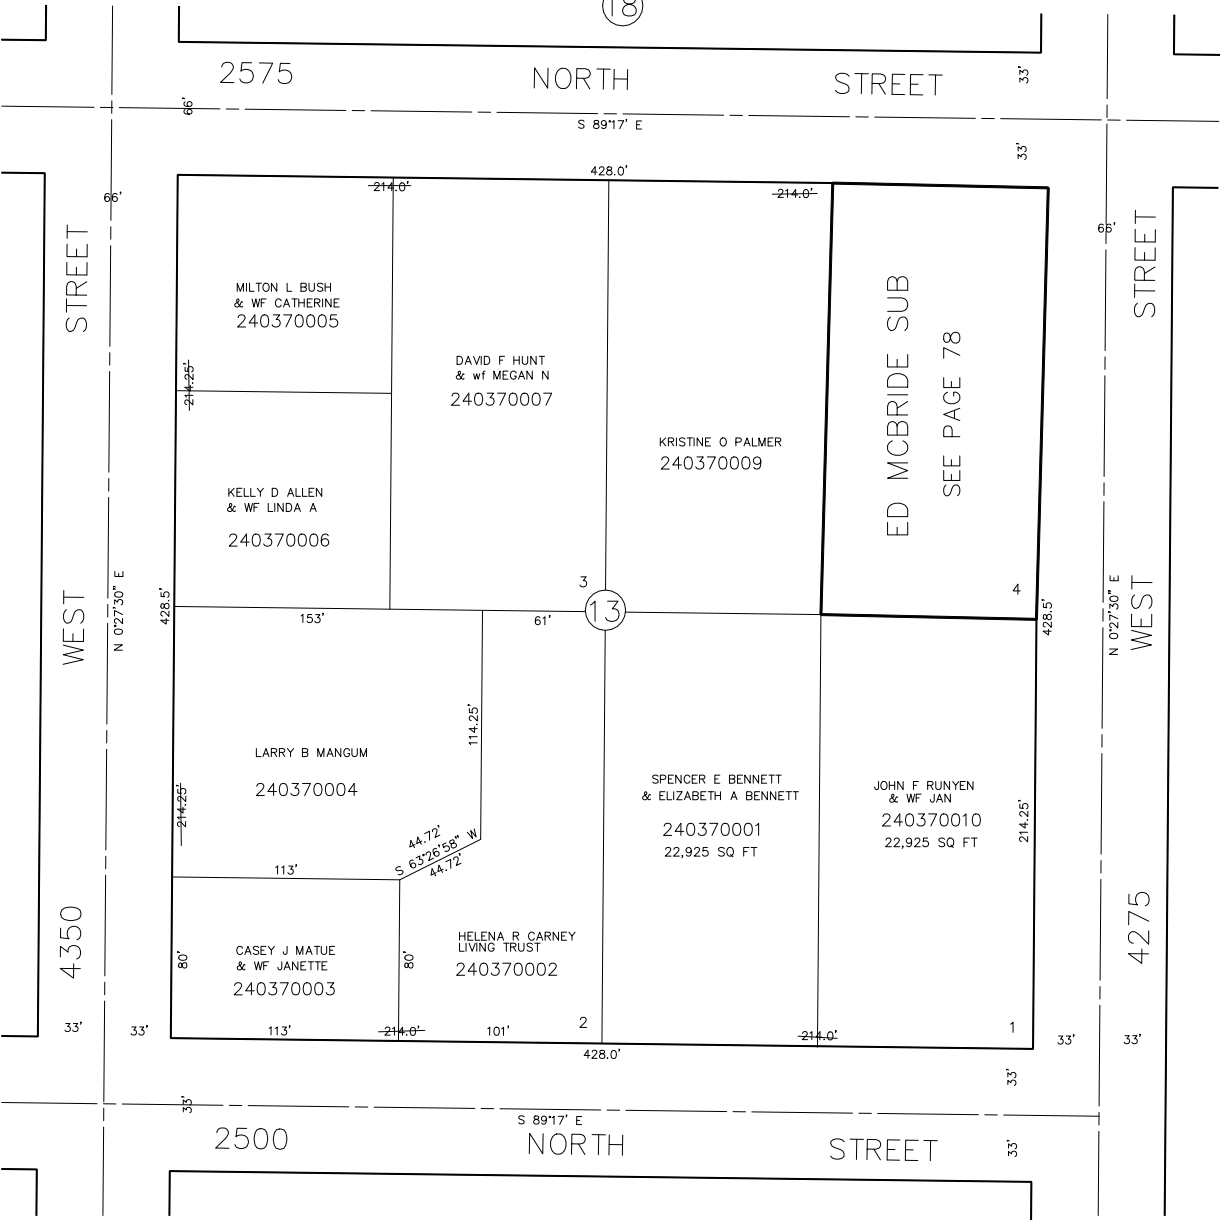 18
2575 NORTH STREET
33'
66'
S 89°17' E
33'
428.0'
214.0'
214.0'
66'
66'
STREET
STREET
MILTON L BUSH
& WF CATHERINE
240370005
214.25'
DAVID F HUNT
& wf MEGAN N
240370007
KRISTINE O PALMER
240370009
ED MCBRIDE SUB
SEE PAGE 78
KELLY D ALLEN
& WF LINDA A
240370006
3
13
4
428.5'
428.5'
N 0°27'30" E
N 0°27'30" E
WEST
WEST
153'
61'
114.25'
LARRY B MANGUM
240370004
214.25'
44.72'
S 63°26'58" W
44.72'
113'
SPENCER E BENNETT
& ELIZABETH A BENNETT
240370001
22,925 SQ FT
JOHN F RUNYEN
& WF JAN
240370010
22,925 SQ FT
214.25'
4350
4275
80'
CASEY J MATUE
& WF JANETTE
240370003
80'
HELENA R CARNEY
LIVING TRUST
240370002
33'
33'
113'
214.0'
101'
2
214.0'
1
33'
33'
428.0'
33'
33'
S 89°17' E
2500 NORTH STREET
33'